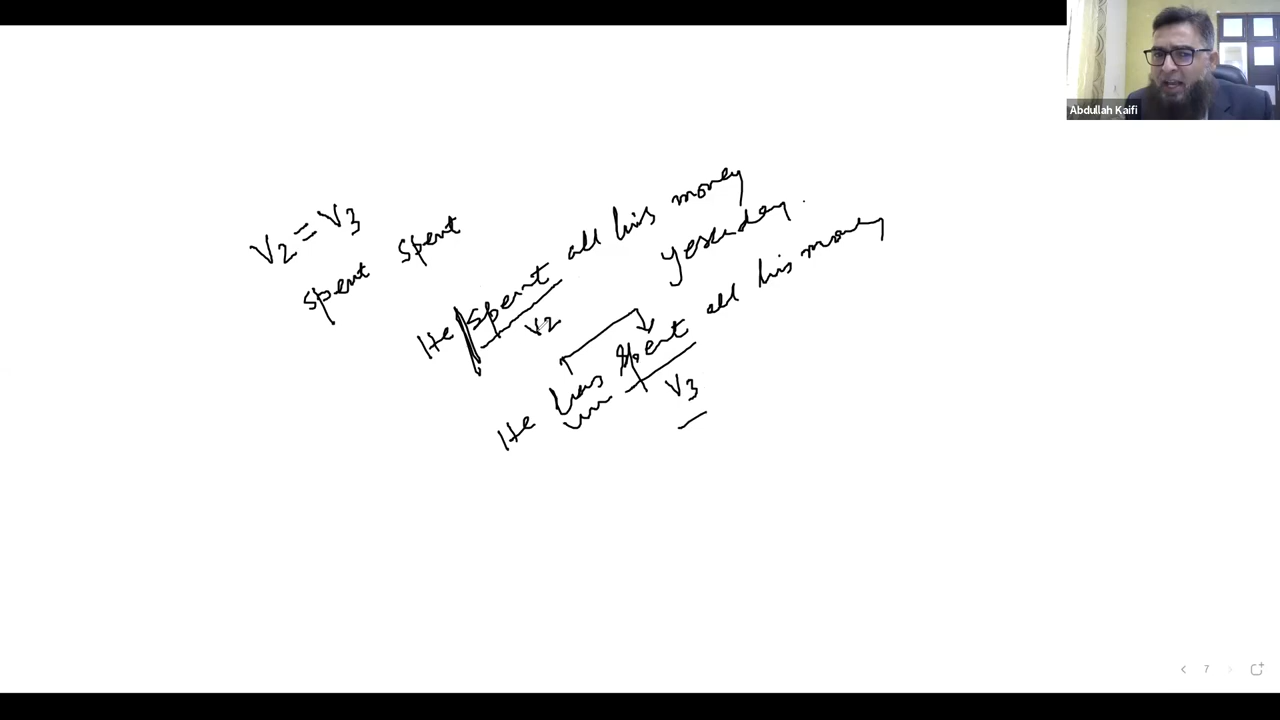 Abdullah Kaifi
V2 = V3
spent spent
He spent all his money
yesterday.
V2
He has spent all his money
V3
7